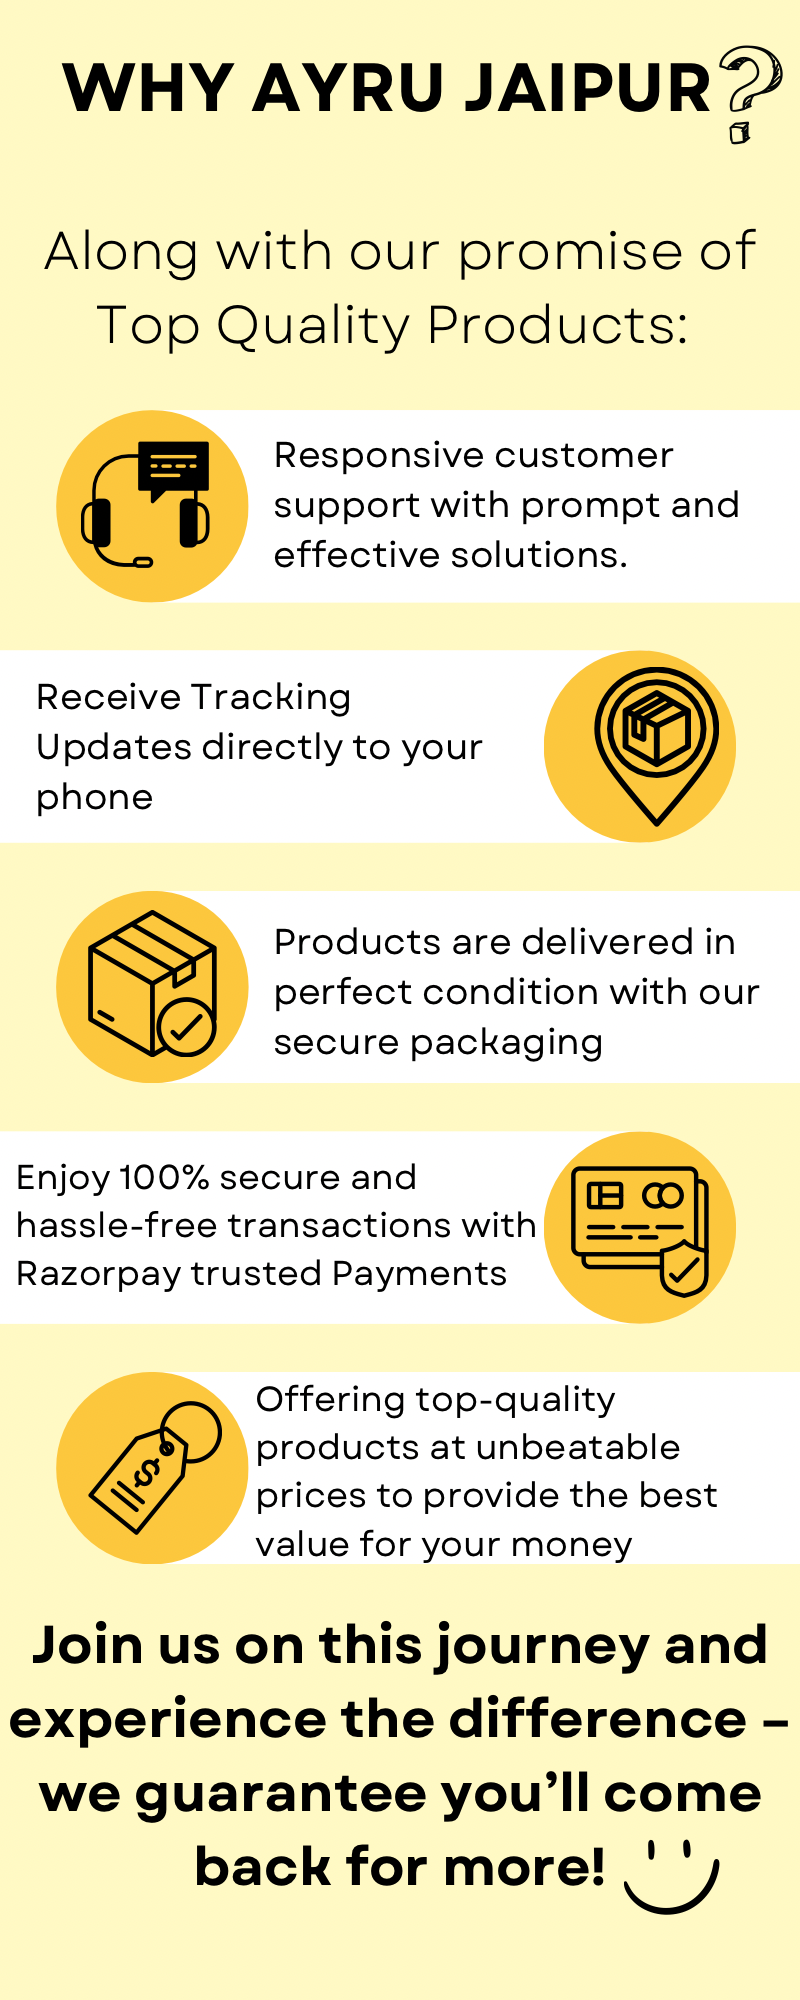 WHY AYRU JAIPUR?
Along with our promise of
Top Quality Products:
Responsive customer
support with prompt and
effective solutions.
Receive Tracking
Updates directly to your
phone
Products are delivered in
perfect condition with our
secure packaging
Enjoy 100% secure and
hassle-free transactions with
Razorpay trusted Payments
$
Offering top-quality
products at unbeatable
prices to provide the best
value for your money
Join us on this journey and
experience the difference –
we guarantee you’ll come
back for more!